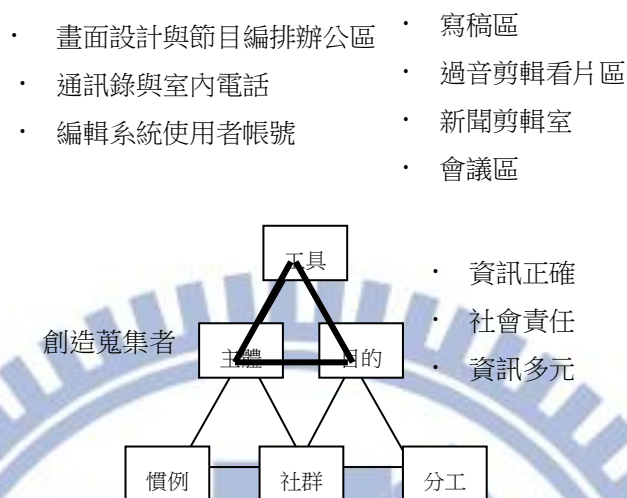 · 畫面設計與節目編排辦公區
· 通訊錄與室內電話
· 編輯系統使用者帳號
· 寫稿區
· 過音剪輯看片區
· 新聞剪輯室
· 會議區
工具
· 資訊正確
· 社會責任
· 資訊多元
創造蒐集者
主體
目的
慣例
社群
分工